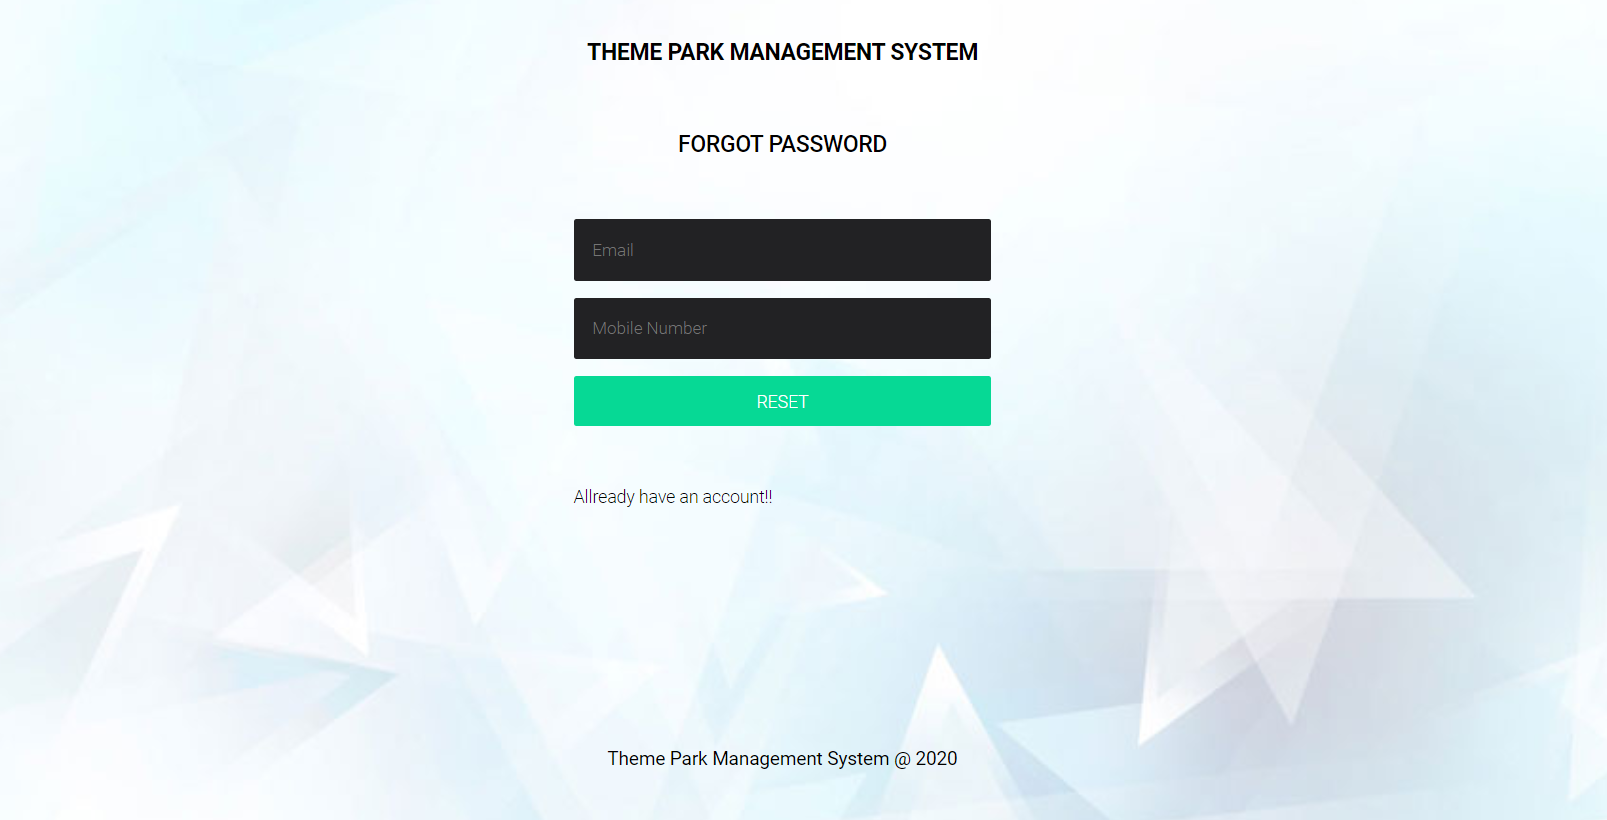 THEME PARK MANAGEMENT SYSTEM
FORGOT PASSWORD
Email
Mobile Number
RESET
Allready have an account!!
Theme Park Management System @ 2020